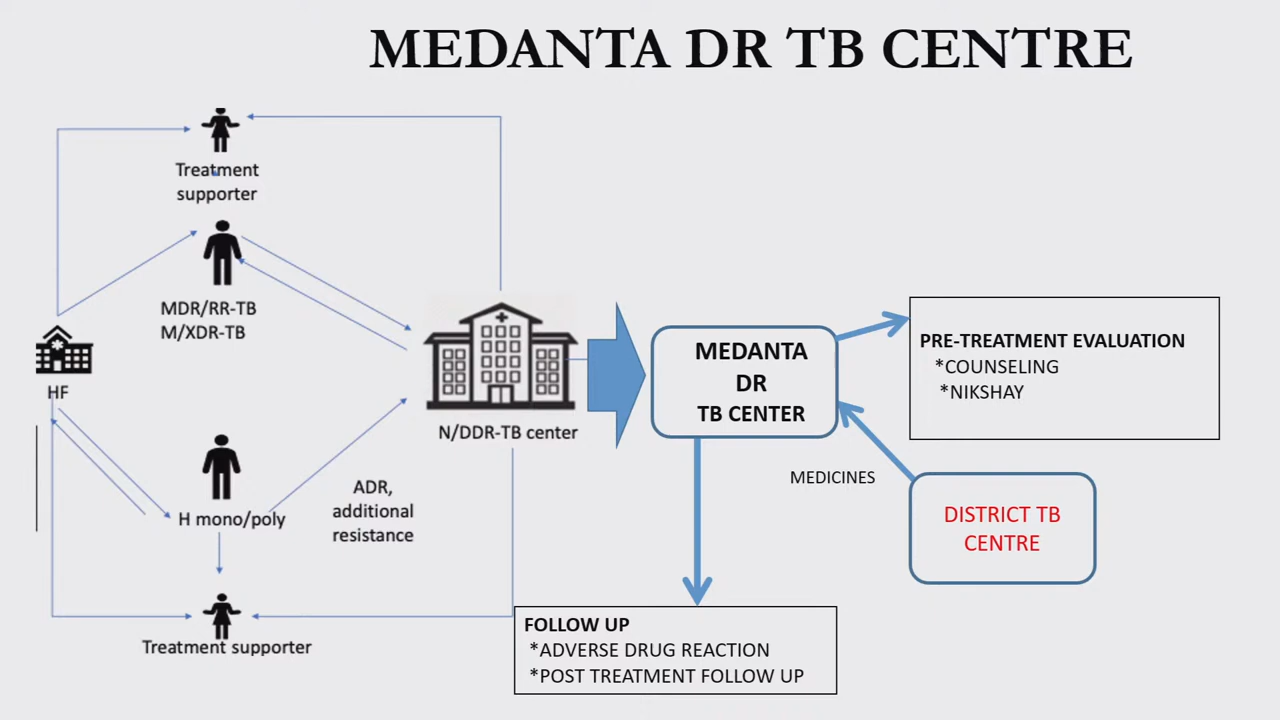 MEDANTA DR TB CENTRE
Treatment
supporter
MDR/RR-TB
M/XDR-TB
HF
N/DDR-TB center
H mono/poly
ADR,
additional
resistance
Treatment supporter
MEDANTA
DR
TB CENTER
PRE-TREATMENT EVALUATION
*COUNSELING
*NIKSHAY
MEDICINES
DISTRICT TB
CENTRE
FOLLOW UP
*ADVERSE DRUG REACTION
*POST TREATMENT FOLLOW UP